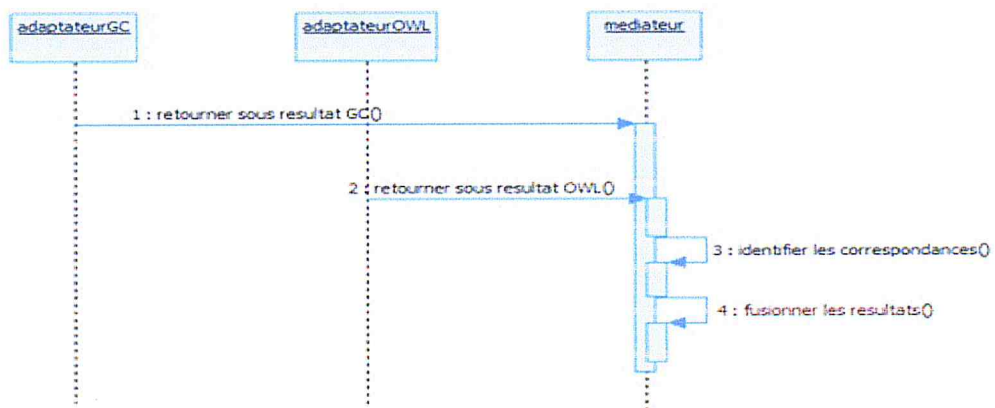 adaptateurGC
adaptateurOWL
mediateur
1 : retourner sous resultat GC()
2 : retourner sous resultat OWL()
3 : identifier les correspondances()
4 : fusionner les resultats()